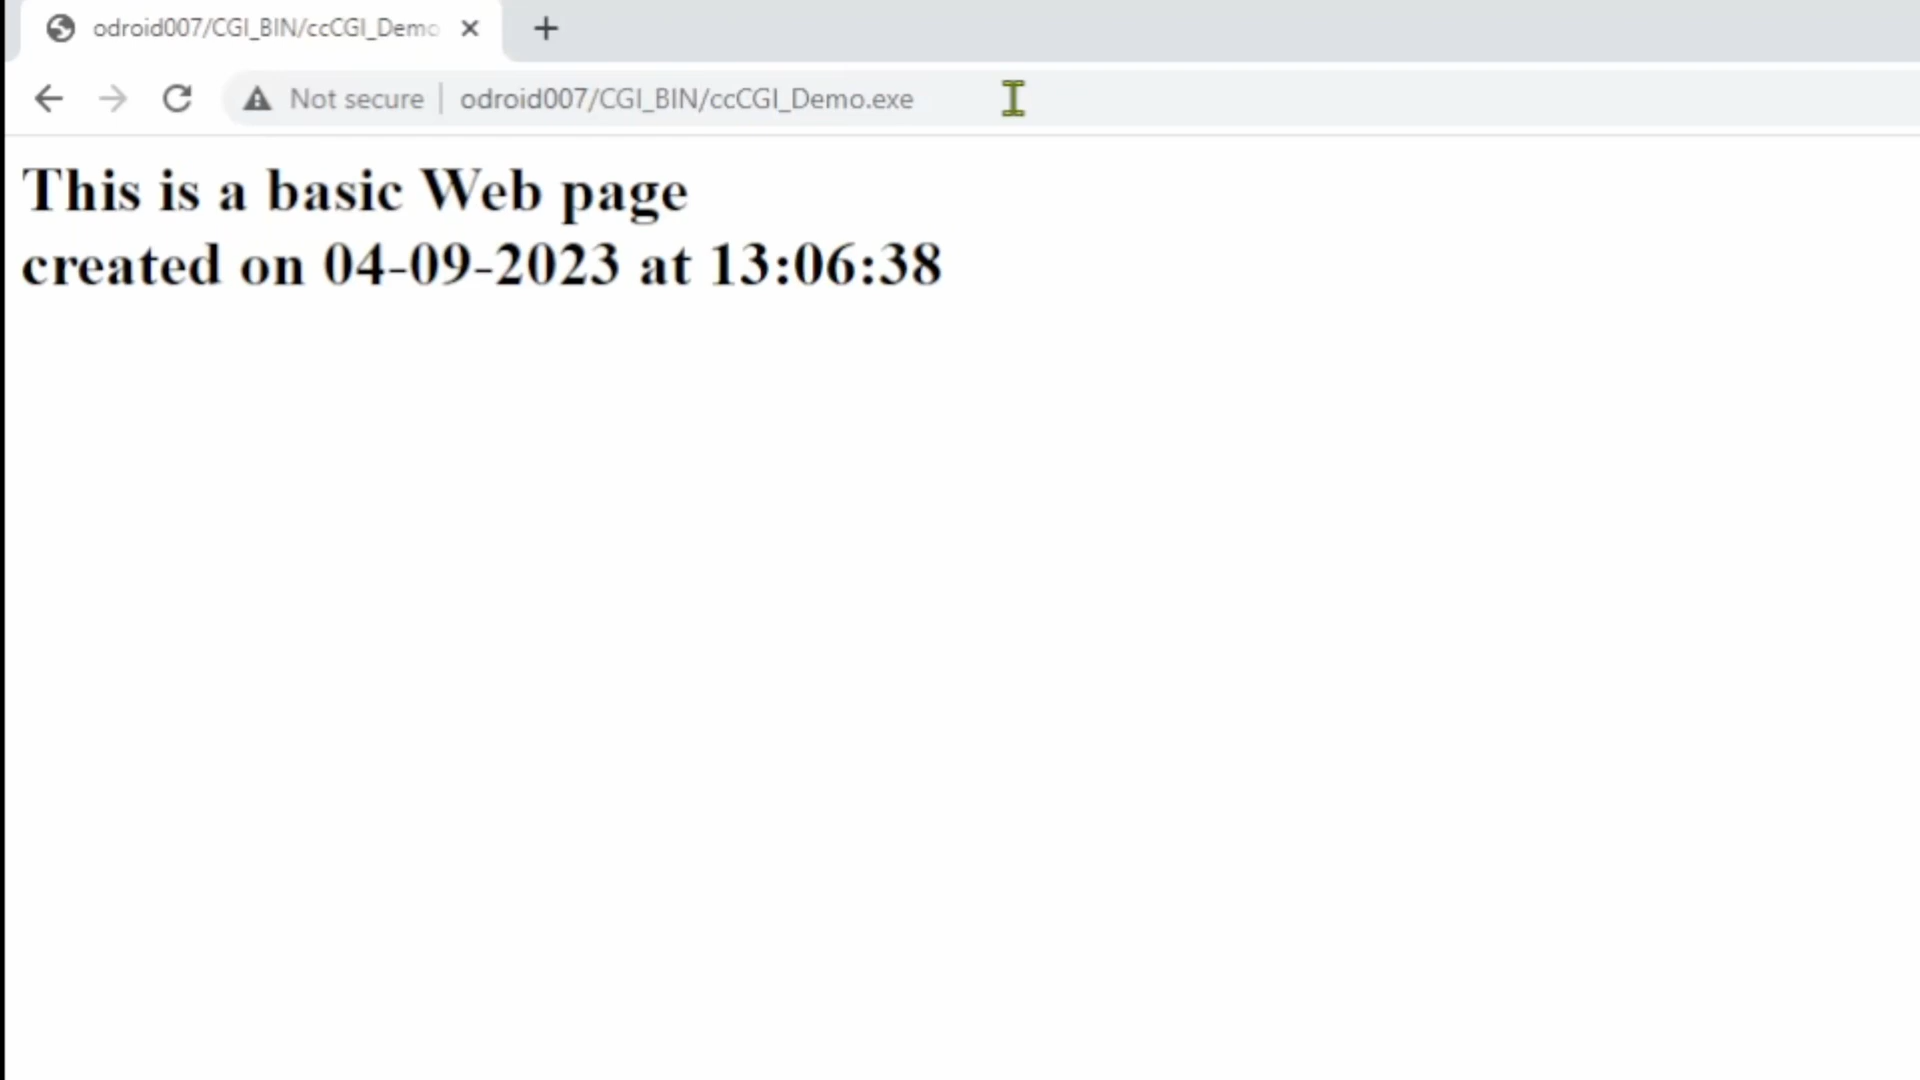 odroid007/CGI_BIN/ccCGI_Demo
Not secure odroid007/CGI_BIN/ccCGI_Demo.exe
This is a basic Web page
created on 04-09-2023 at 13:06:38